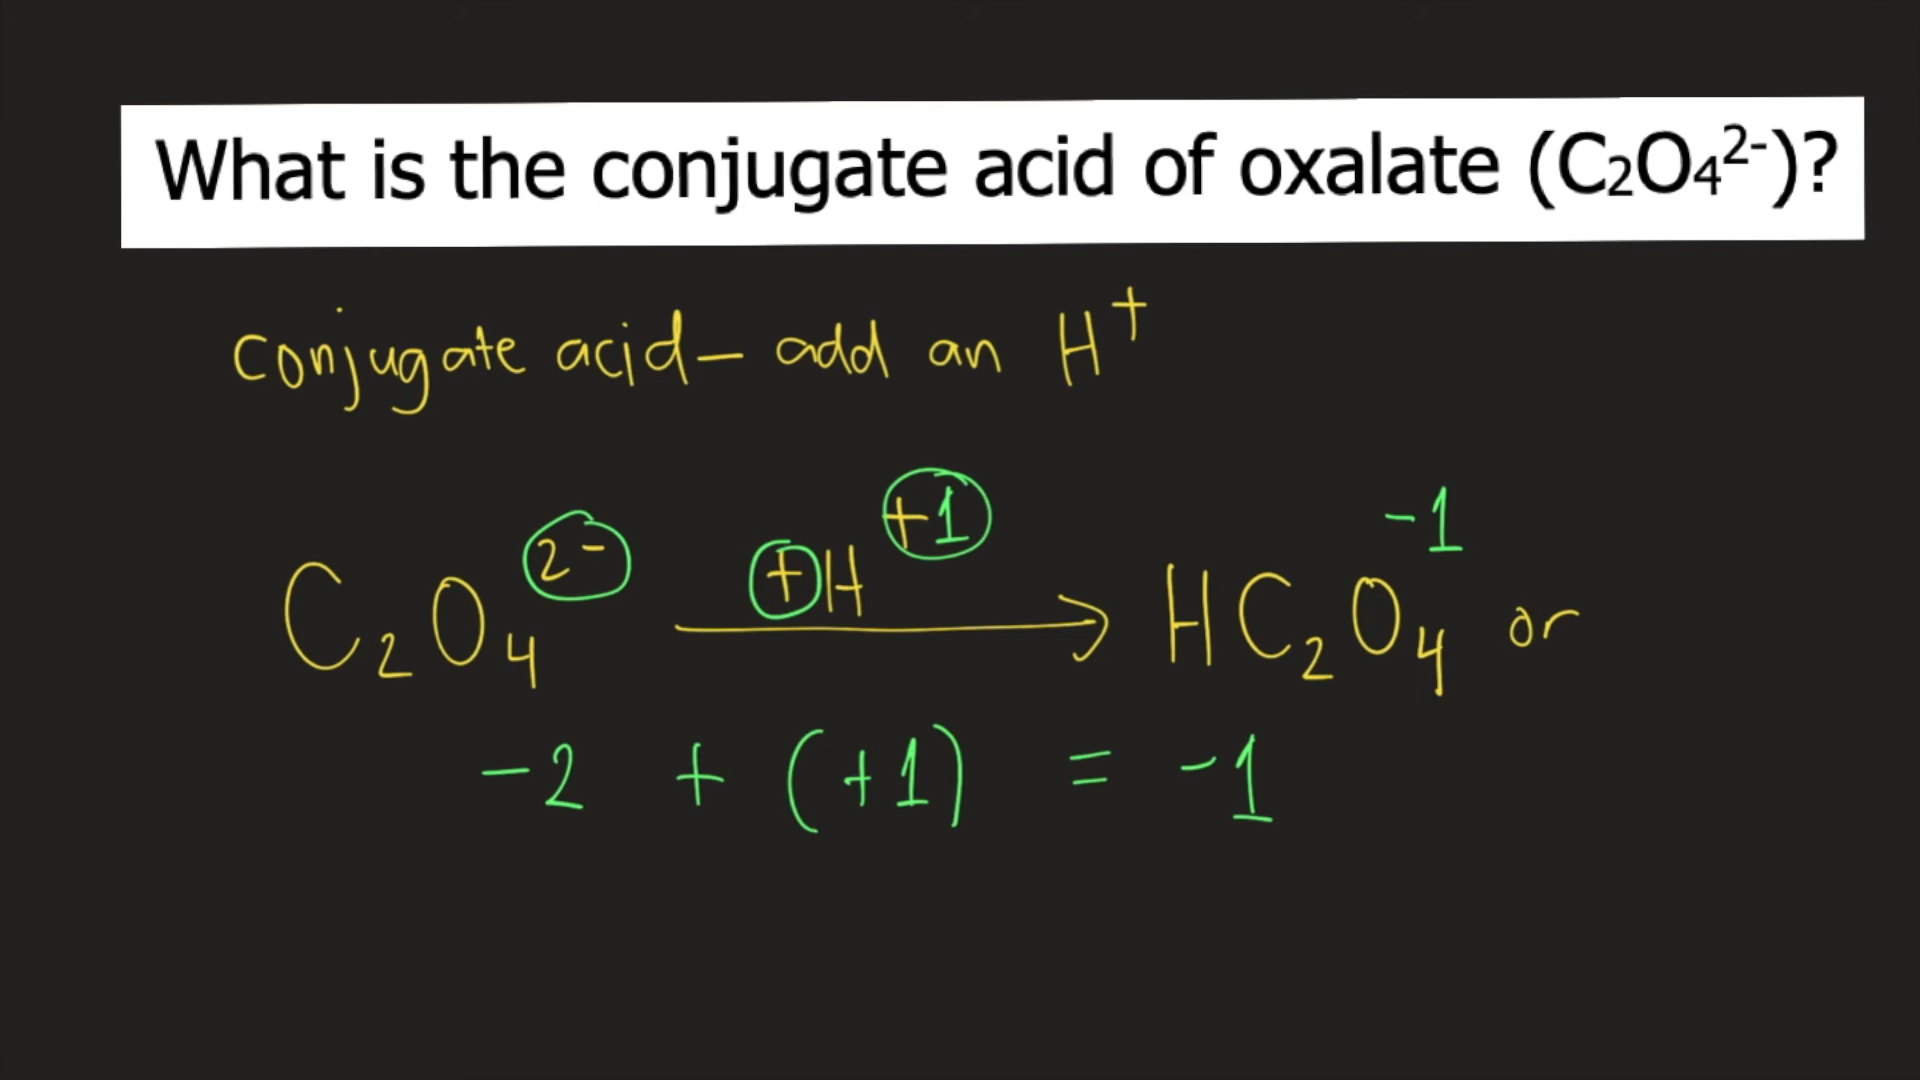 What is the conjugate acid of oxalate (C₂O₄²⁻)?
conjugate acid – add an H⁺
C₂O₄²⁻ +H⁺¹ → HC₂O₄⁻¹ or
-2 + (+1) = -1